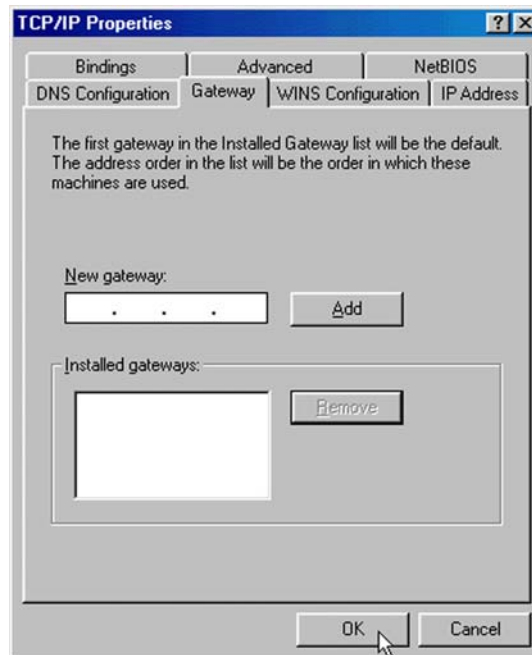 TCP/IP Properties
? X
Bindings Advanced NetBIOS
DNS Configuration Gateway WINS Configuration IP Address
The first gateway in the Installed Gateway list will be the default.
The address order in the list will be the order in which these
machines are used.
New gateway:
. . .
Add
Installed gateways:
Remove
OK Cancel